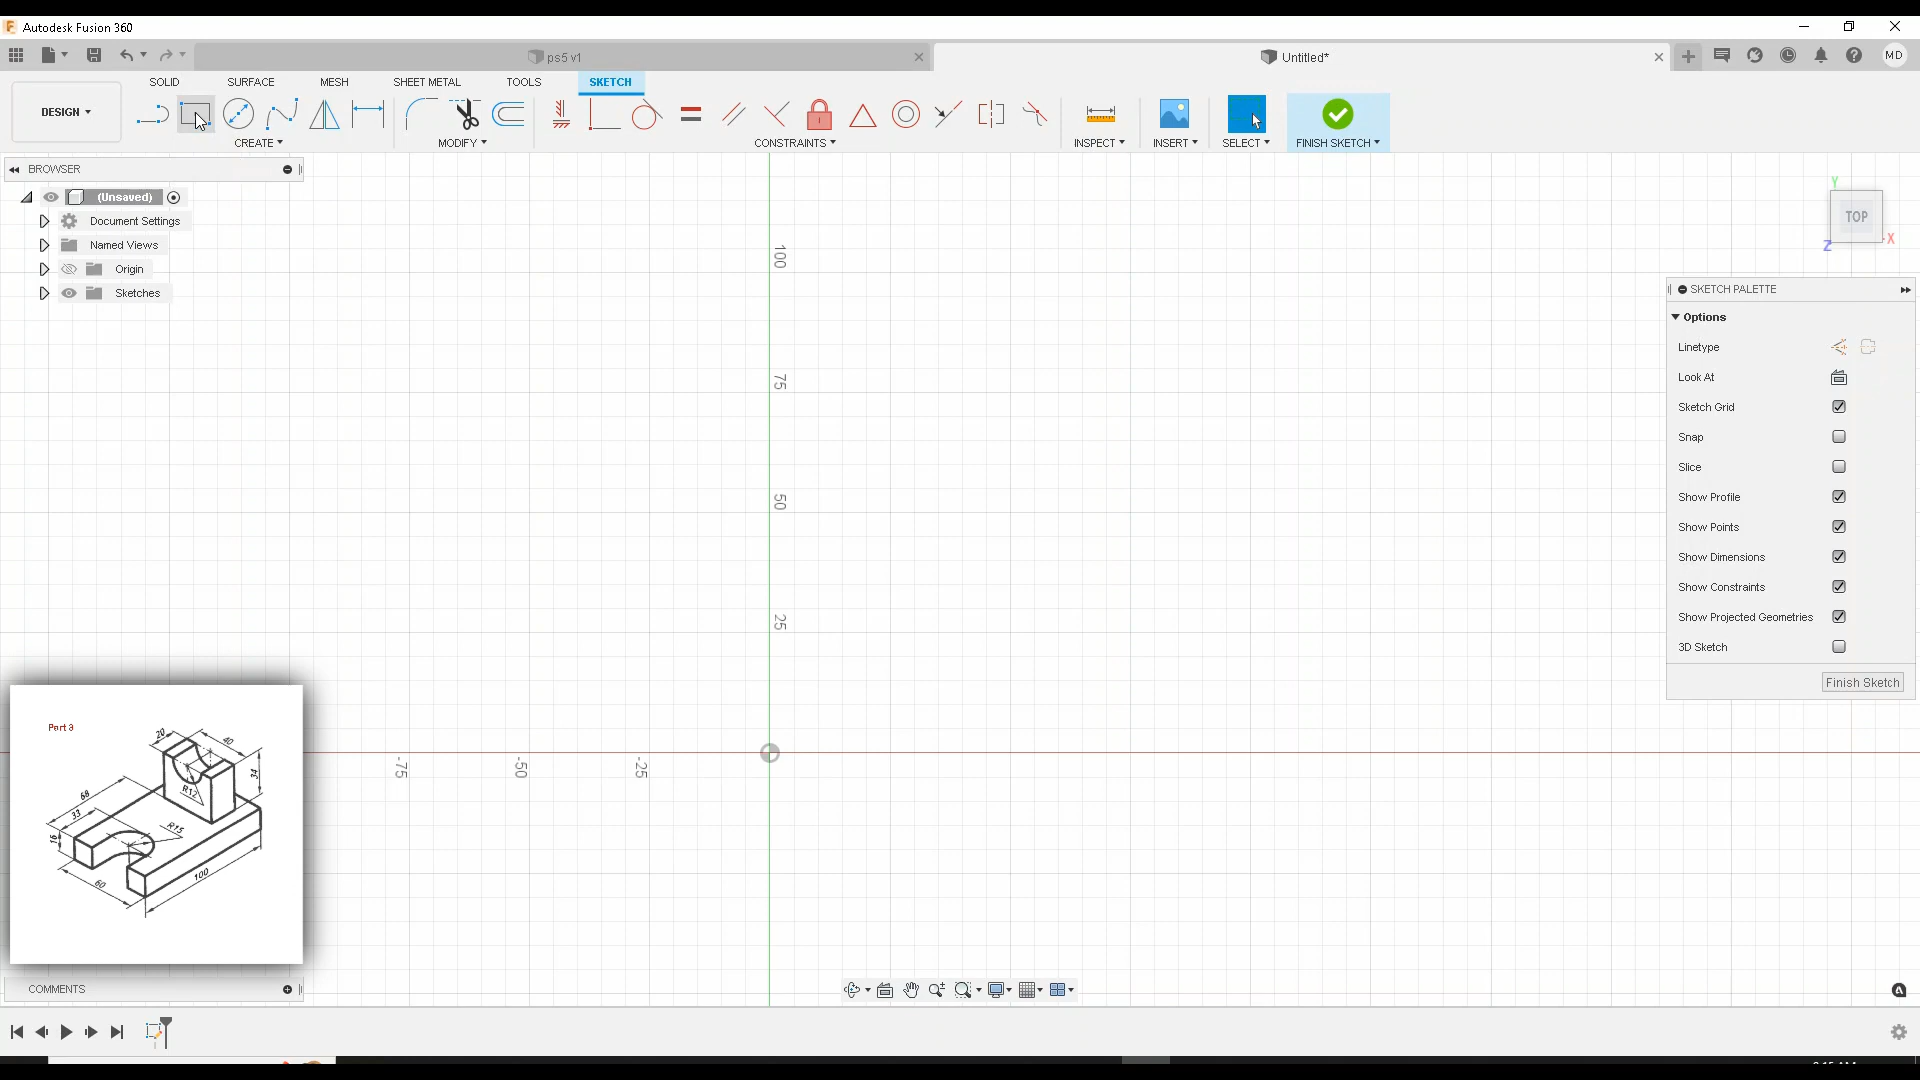 Autodesk Fusion 360
ps5 v1
Untitled*
MD
SOLID
SURFACE
MESH
SHEET METAL
TOOLS
SKETCH
DESIGN
CREATE
MODIFY
CONSTRAINTS
INSPECT
INSERT
SELECT
FINISH SKETCH
BROWSER
(Unsaved)
Document Settings
Named Views
Origin
Sketches
100
75
50
25
-75
-50
-25
Y
TOP
Z
X
SKETCH PALETTE
Options
Linetype
Look At
Sketch Grid
Snap
Slice
Show Profile
Show Points
Show Dimensions
Show Constraints
Show Projected Geometries
3D Sketch
Finish Sketch
Part 3
20
40
34
R12
68
33
16
R15
60
100
COMMENTS